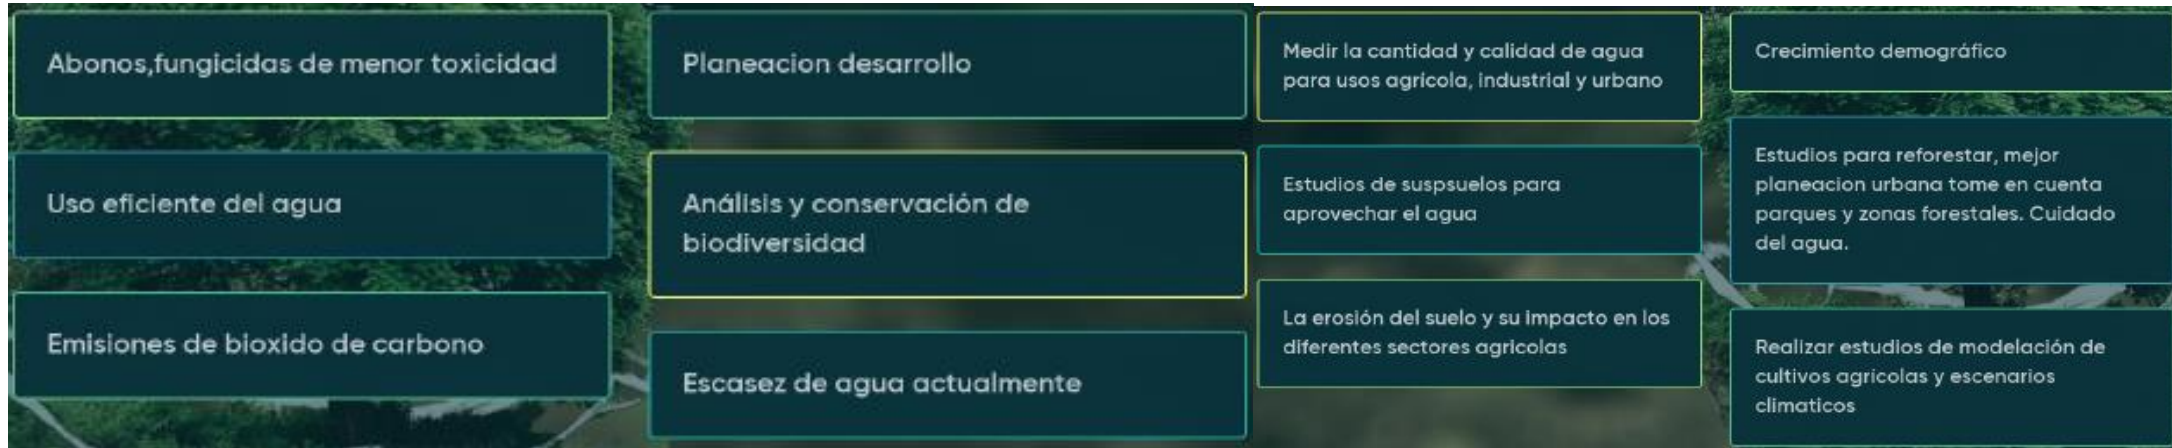 Abonos,fungicidas de menor toxicidad
Uso eficiente del agua
Emisiones de bioxido de carbono
Planeacion desarrollo
Análisis y conservación de
biodiversidad
Escasez de agua actualmente
Medir la cantidad y calidad de agua
para usos agrícola, industrial y urbano
Estudios de suspsuelos para
aprovechar el agua
La erosión del suelo y su impacto en los
diferentes sectores agricolas
Crecimiento demográfico
Estudios para reforestar, mejor
planeacion urbana tome en cuenta
parques y zonas forestales. Cuidado
del agua.
Realizar estudios de modelación de
cultivos agricolas y escenarios
climaticos